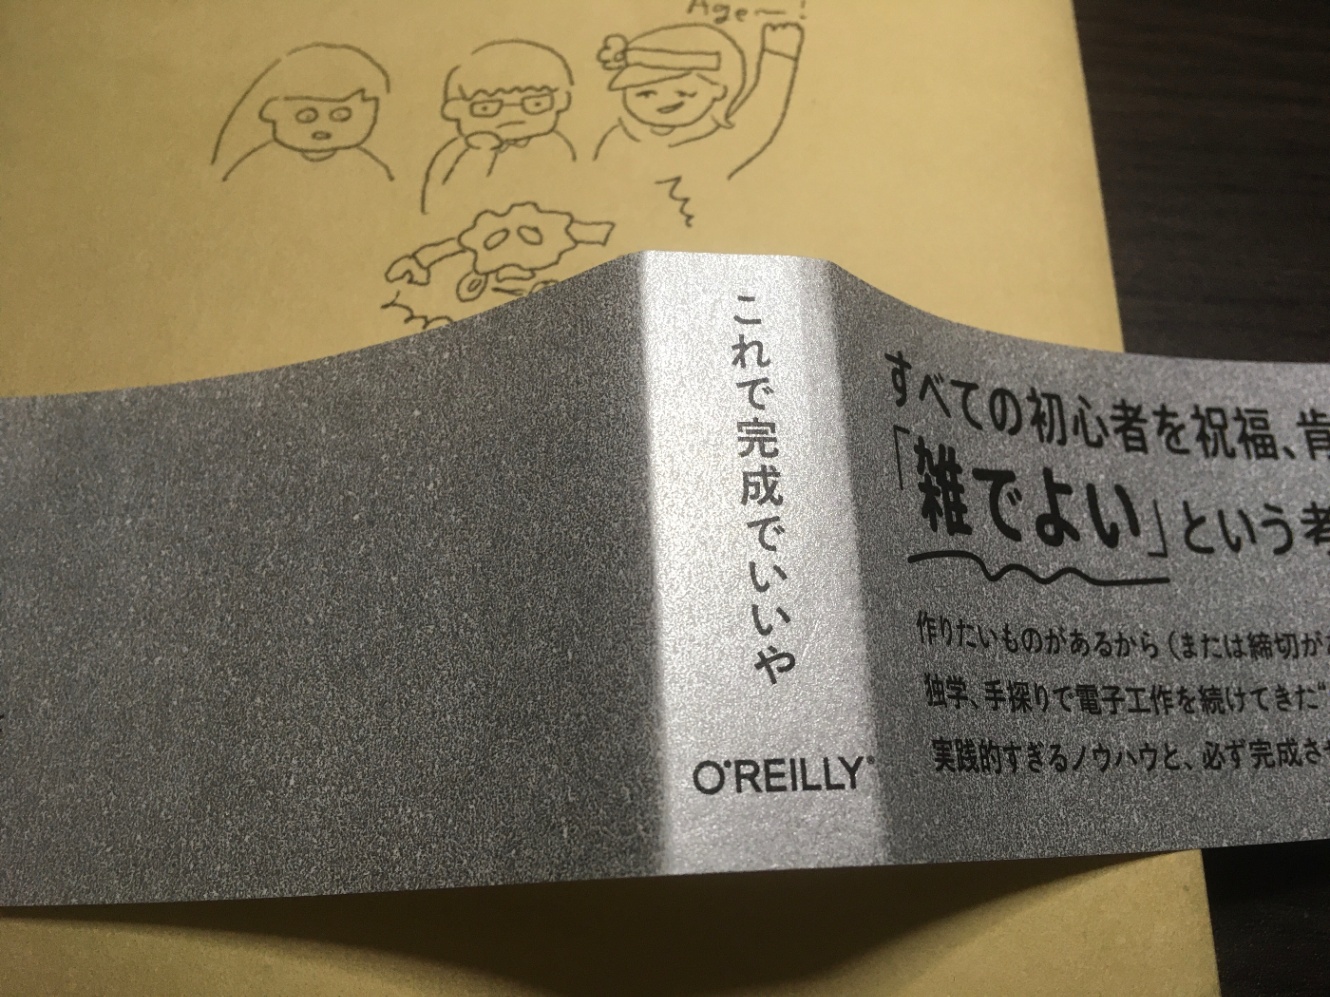 Age〜!
これで完成でいいや
O'REILLY
すべての初心者を祝福、肯
「雑でよい」という考
作りたいものがあるから（または締切が
独学、手探りで電子工作を続けてきた“
実践的すぎるノウハウと、必ず完成さ